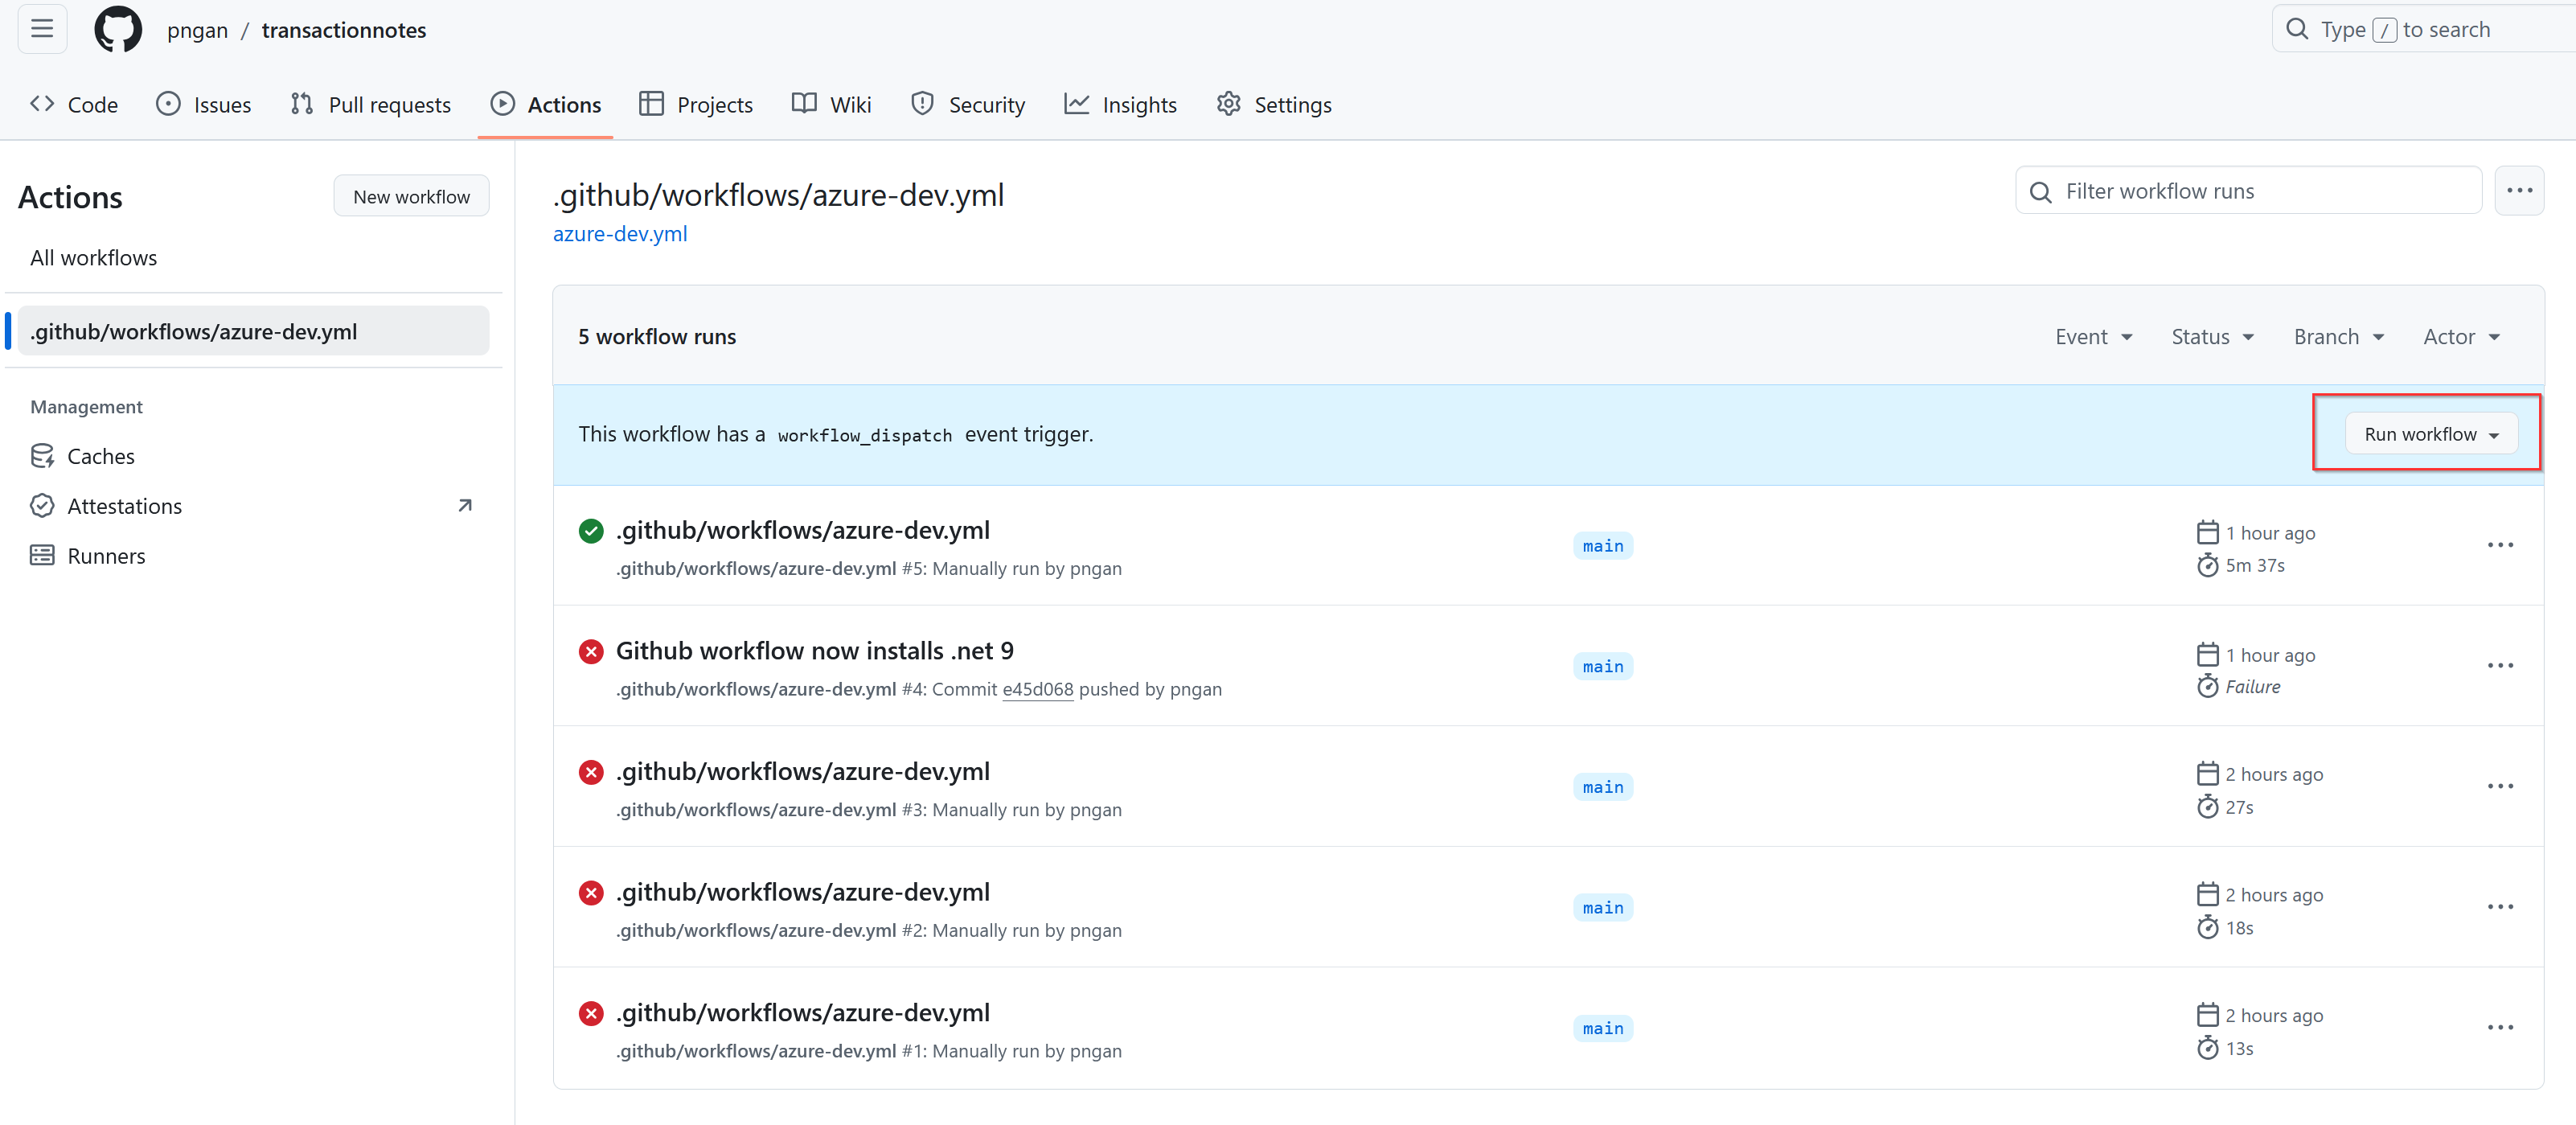 pngan / transactionnotes
Type / to search
Code Issues Pull requests Actions Projects Wiki Security Insights Settings
Actions
New workflow
All workflows
.github/workflows/azure-dev.yml
Management
Caches
Attestations
Runners
.github/workflows/azure-dev.yml
azure-dev.yml
Filter workflow runs
5 workflow runs
Event Status Branch Actor
This workflow has a workflow_dispatch event trigger.
Run workflow
.github/workflows/azure-dev.yml
.github/workflows/azure-dev.yml #5: Manually run by pngan
main
1 hour ago
5m 37s
Github workflow now installs .net 9
.github/workflows/azure-dev.yml #4: Commit e45d068 pushed by pngan
main
1 hour ago
Failure
.github/workflows/azure-dev.yml
.github/workflows/azure-dev.yml #3: Manually run by pngan
main
2 hours ago
27s
.github/workflows/azure-dev.yml
.github/workflows/azure-dev.yml #2: Manually run by pngan
main
2 hours ago
18s
.github/workflows/azure-dev.yml
.github/workflows/azure-dev.yml #1: Manually run by pngan
main
2 hours ago
13s